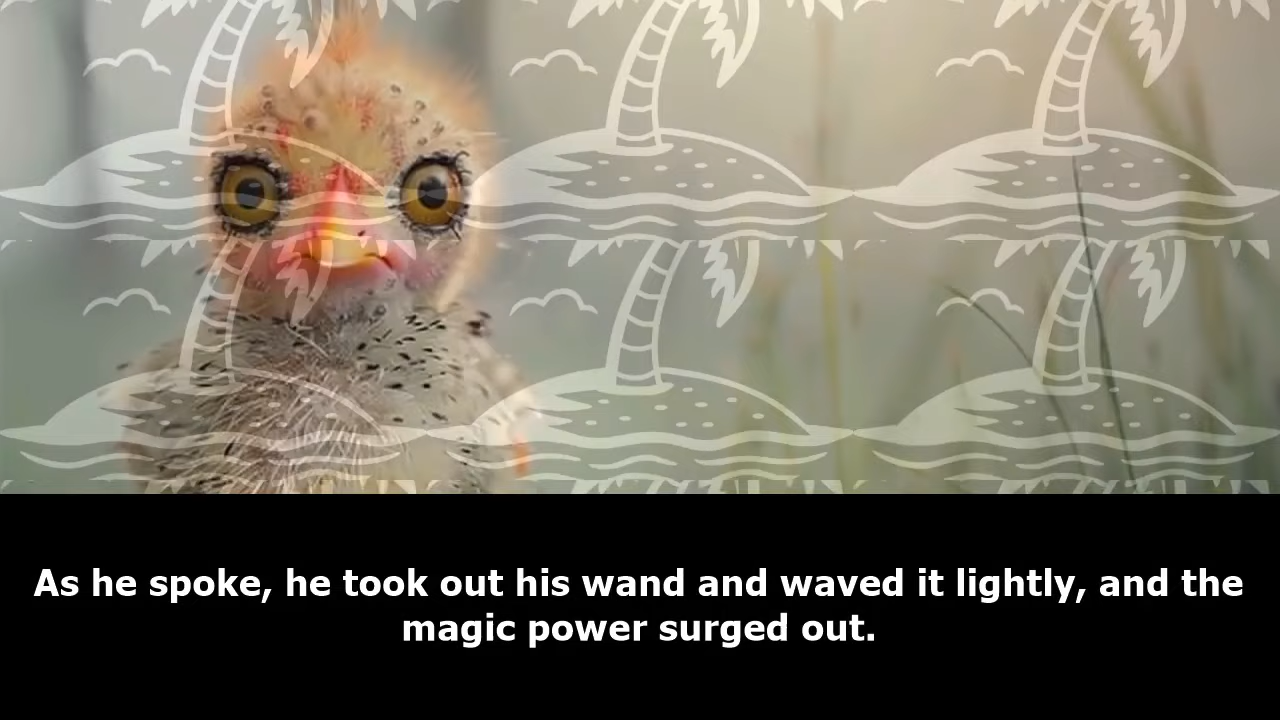 As he spoke, he took out his wand and waved it lightly, and the
magic power surged out.